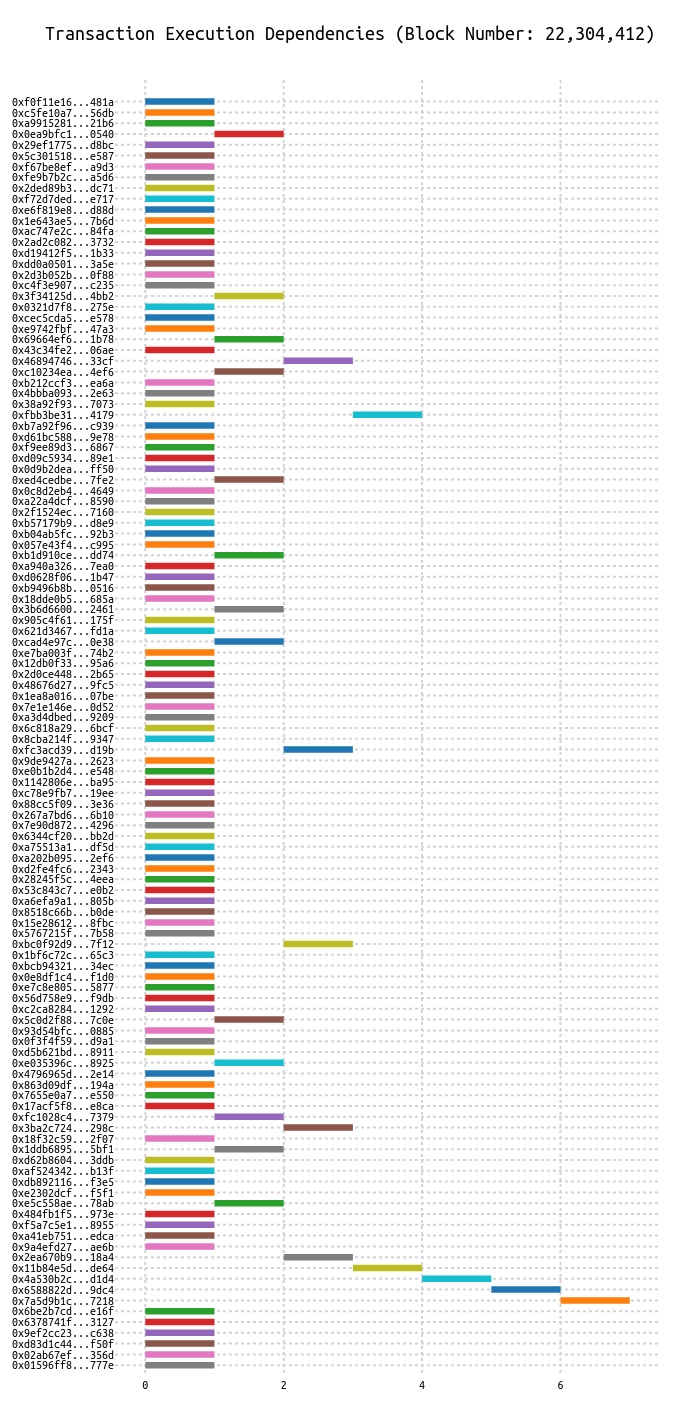 Transaction Execution Dependencies (Block Number: 22,304,412)
0xf0f11e16...481a
0xc5fe10a7...56db
0xa9915281...21b6
0x0ea9bfc1...0540
0x29ef1775...d8bc
0x5c301518...e587
0xf67be8ef...a9d3
0xfe9b7b2c...a5d6
0x2ded89b3...dc71
0xf72d7ded...e717
0xe6f819e8...d88d
0x1e643ae5...7b6d
0xac747e2c...84fa
0x2ad2c082...3732
0xd19412f5...1b33
0xdd0a0501...3a5e
0x2d3b052b...0f88
0xc4f3e907...c235
0x3f34125d...4bb2
0x0321d7f8...275e
0xcec5cda5...e578
0xe9742fbf...47a3
0x69664ef6...1b78
0x43c34fe2...06ae
0x46894746...33cf
0xc10234ea...4ef6
0xb212ccf3...ea6a
0x4bbba093...2e63
0x38a92f93...7073
0xfbb3be31...4179
0xb7a92f96...c939
0xd61bc588...9e78
0xf9ee89d3...6867
0xd09c5934...89e1
0x0d9b2dea...ff50
0xed4cedbe...7fe2
0x0c8d2eb4...4649
0xa22a4dcf...8590
0x2f1524ec...7160
0xb57179b9...d8e9
0xb04ab5fc...92b3
0x057e43f4...c995
0xb1d910ce...dd74
0xa940a326...7ea0
0xd0628f06...1b47
0xb9496b8b...0516
0x18dde0b5...685a
0x3b6d6600...2461
0x905c4f61...175f
0x621d3467...fd1a
0xcad4e97c...0e38
0xe7ba003f...74b2
0x12db0f33...95a6
0x2d0ce448...2b65
0x48676d27...9fc5
0x1ea8a016...07be
0x7e1e146e...0d52
0xa3d4dbed...9209
0x6c818a29...6bcf
0x8cba214f...9347
0xfc3acd39...d19b
0x9de9427a...2623
0xe0b1b2d4...e548
0x1142806e...ba95
0xc78e9fb7...19ee
0x88cc5f09...3e36
0x267a7bd6...6b10
0x7e90d872...4296
0x6344cf20...bb2d
0xa75513a1...df5d
0xa202b095...2ef6
0xd2fe4fc6...2343
0x28245f5c...4eea
0x53c843c7...e0b2
0xa6efa9a1...805b
0x8518c66b...b0de
0x15e28612...8fbc
0x5767215f...7b58
0xbc0f92d9...7f12
0x1bf6c72c...65c3
0xbcb94321...34ec
0x0e8df1c4...f1d0
0xe7c8e805...5877
0x56d758e9...f9db
0xc2ca8284...1292
0x5c0d2f88...7c0e
0x93d54bfc...0885
0x0f3f4f59...d9a1
0xd5b621bd...8911
0xe035396c...8925
0x4796965d...2e14
0x863d09df...194a
0x7655e0a7...e550
0x17acf5f8...e8ca
0xfc1028c4...7379
0x3ba2c724...298c
0x18f32c59...2f07
0x1ddb6895...5bf1
0xd62b8604...3ddb
0xaf524342...b13f
0xdb892116...f3e5
0xe2302dcf...f5f1
0xe5c558ae...78ab
0x484fb1f5...973e
0xf5a7c5e1...8955
0xa41eb751...edca
0x9a4efd27...ae6b
0x2ea670b9...18a4
0x11b84e5d...de64
0x4a530b2c...d1d4
0x6588822d...9dc4
0x7a5d9b1c...7218
0x6be2b7cd...e16f
0x6378741f...3127
0x9ef2cc23...c638
0xd83d1c44...f50f
0x02ab67ef...356d
0x01596ff8...777e
0 2 4 6